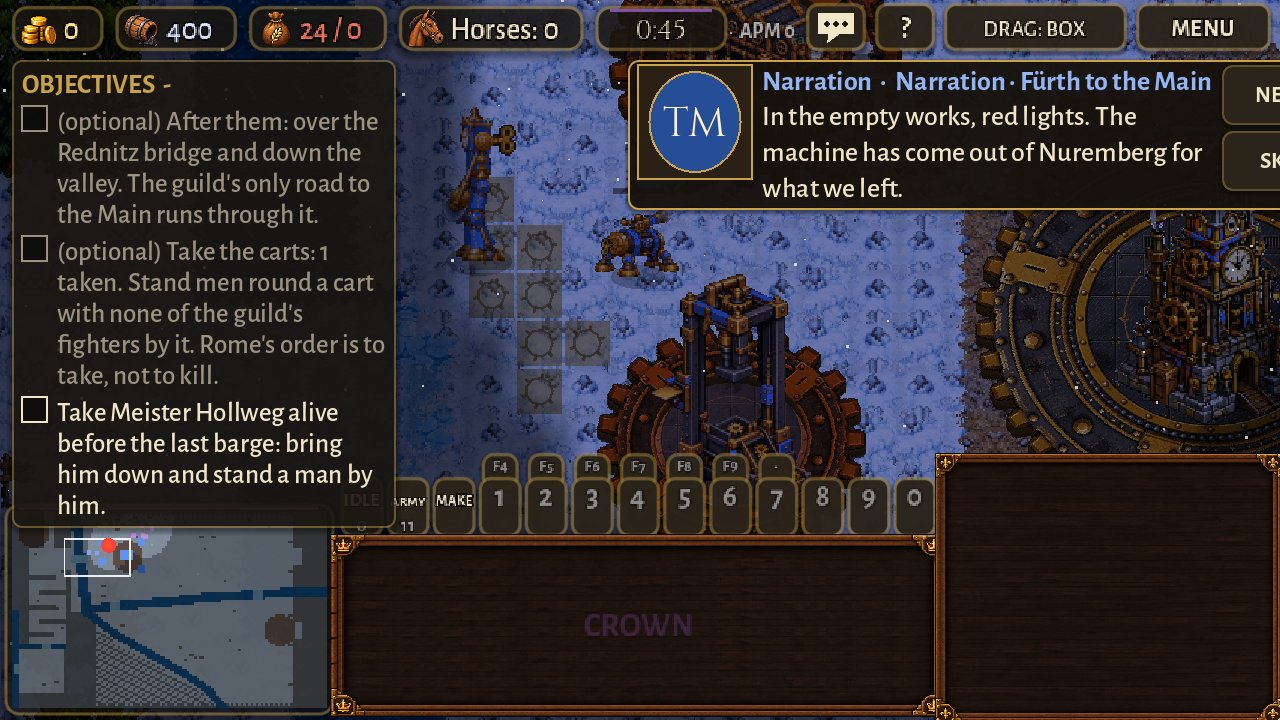 0
400
24 / 0
Horses: 0
0:45
APM 0
?
DRAG: BOX
MENU
OBJECTIVES -
(optional) After them: over the
Rednitz bridge and down the
valley. The guild's only road to
the Main runs through it.
(optional) Take the carts: 1
taken. Stand men round a cart
with none of the guild's
fighters by it. Rome's order is to
take, not to kill.
Take Meister Hollweg alive
before the last barge: bring
him down and stand a man by
him.
TM
Narration · Narration · Fürth to the Main
In the empty works, red lights. The
machine has come out of Nuremberg for
what we left.
NE
SK
F4 F5 F6 F7 F8 F9 .
IDLE ARMY MAKE 1 2 3 4 5 6 7 8 9 0
0 11
CROWN